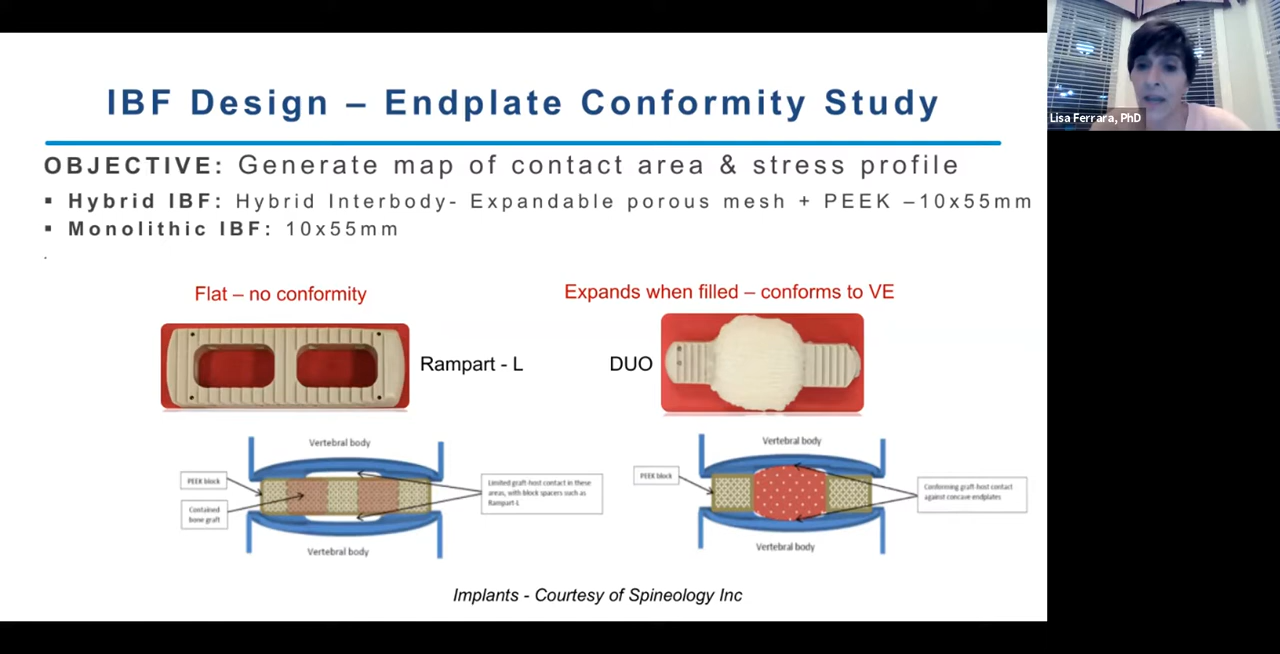 IBF Design – Endplate Conformity Study
Lisa Ferrara, PhD
OBJECTIVE: Generate map of contact area & stress profile
▪ Hybrid IBF: Hybrid Interbody- Expandable porous mesh + PEEK –10x55mm
▪ Monolithic IBF: 10x55mm
.
Flat – no conformity
Expands when filled – conforms to VE
Rampart - L
DUO
Vertebral body
PEEK block
Contained
bone graft
Limited graft-host contact in these
areas, with block spacers such as
Rampart-L
Vertebral body
Vertebral body
PEEK block
Conforming graft-host contact
against concave endplates
Vertebral body
Implants - Courtesy of Spineology Inc